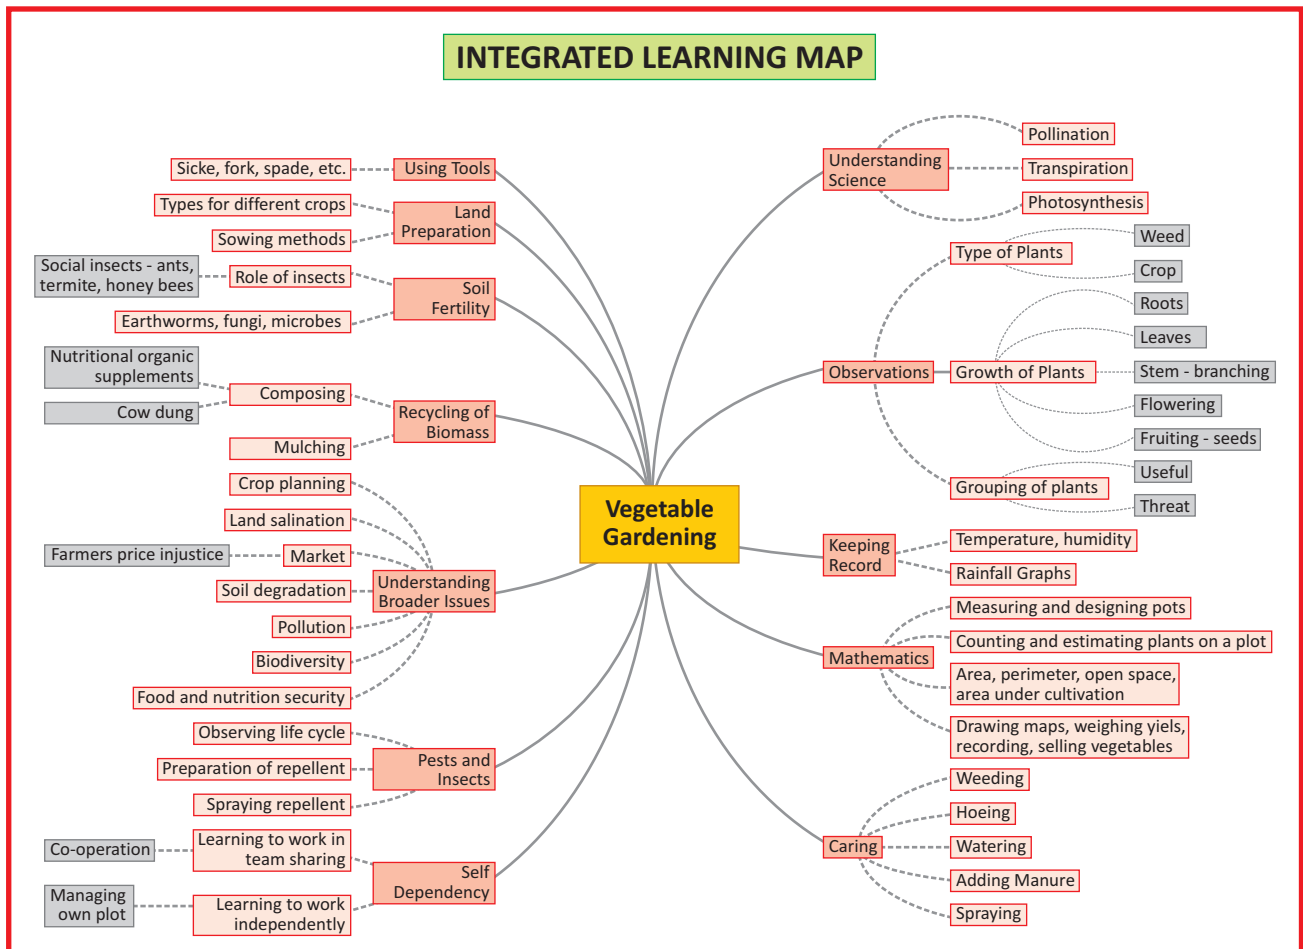 INTEGRATED LEARNING MAP
Vegetable
Gardening
Using Tools
Sicke, fork, spade, etc.
Land
Preparation
Types for different crops
Sowing methods
Soil
Fertility
Role of insects
Social insects - ants,
termite, honey bees
Earthworms, fungi, microbes
Recycling of
Biomass
Composing
Nutritional organic
supplements
Cow dung
Mulching
Understanding
Broader Issues
Crop planning
Land salination
Market
Farmers price injustice
Soil degradation
Pollution
Biodiversity
Food and nutrition security
Pests and
Insects
Observing life cycle
Preparation of repellent
Spraying repellent
Self
Dependency
Learning to work in
team sharing
Co-operation
Learning to work
independently
Managing
own plot
Understanding
Science
Pollination
Transpiration
Photosynthesis
Observations
Type of Plants
Weed
Crop
Growth of Plants
Roots
Leaves
Stem - branching
Flowering
Fruiting - seeds
Grouping of plants
Useful
Threat
Keeping
Record
Temperature, humidity
Rainfall Graphs
Mathematics
Measuring and designing pots
Counting and estimating plants on a plot
Area, perimeter, open space,
area under cultivation
Drawing maps, weighing yiels,
recording, selling vegetables
Caring
Weeding
Hoeing
Watering
Adding Manure
Spraying